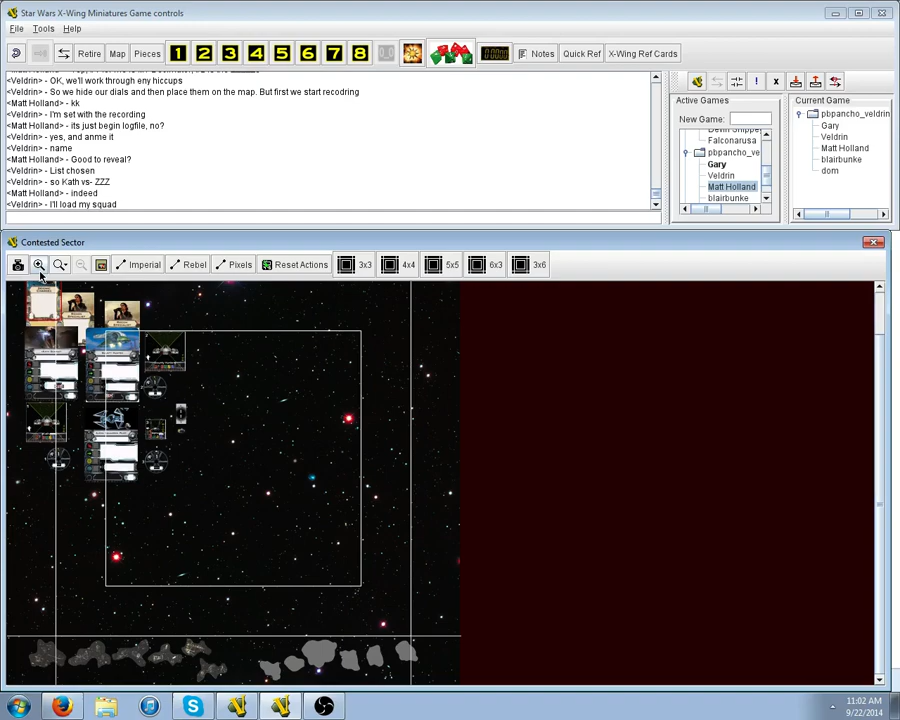 Star Wars X-Wing Miniatures Game controls
File Tools Help
Retire Map Pieces 1 2 3 4 5 6 7 8 Notes Quick Ref X-Wing Ref Cards
<Veldrin> - OK, we'll work through eny hiccups
<Veldrin> - So we hide our dials and then place them on the map. But first we start recodring
<Matt Holland> - kk
<Veldrin> - I'm set with the recording
<Matt Holland> - its just begin logfile, no?
<Veldrin> - yes, and anme it
<Veldrin> - name
<Matt Holland> - Good to reveal?
<Veldrin> - List chosen
<Veldrin> - so Kath vs- ZZZ
<Matt Holland> - indeed
<Veldrin> - I'll load my squad
Active Games
New Game:
Falconarusa
pbpancho_ve
Gary
Veldrin
Matt Holland
blairbunke
Current Game
pbpancho_veldrin
Gary
Veldrin
Matt Holland
blairbunke
dom
Contested Sector
Imperial Rebel Pixels Reset Actions 3x3 4x4 5x5 6x3 3x6
11:02 AM
9/22/2014